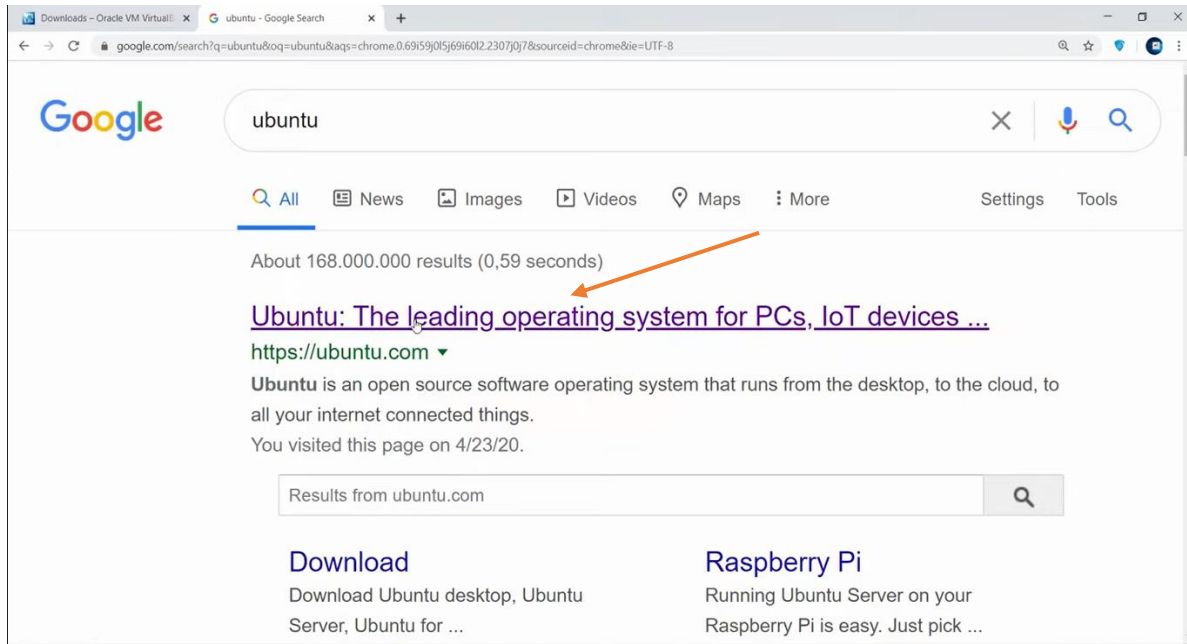 Downloads – Oracle VM VirtualB
ubuntu - Google Search
google.com/search?q=ubuntu&oq=ubuntu&aqs=chrome.0.69i59j0l5j69i60l2.2307j0j7&sourceid=chrome&ie=UTF-8
Google
ubuntu
All News Images Videos Maps More Settings Tools
About 168.000.000 results (0,59 seconds)
Ubuntu: The leading operating system for PCs, IoT devices ...
https://ubuntu.com
Ubuntu is an open source software operating system that runs from the desktop, to the cloud, to
all your internet connected things.
You visited this page on 4/23/20.
Results from ubuntu.com
Download
Download Ubuntu desktop, Ubuntu
Server, Ubuntu for ...
Raspberry Pi
Running Ubuntu Server on your
Raspberry Pi is easy. Just pick ...